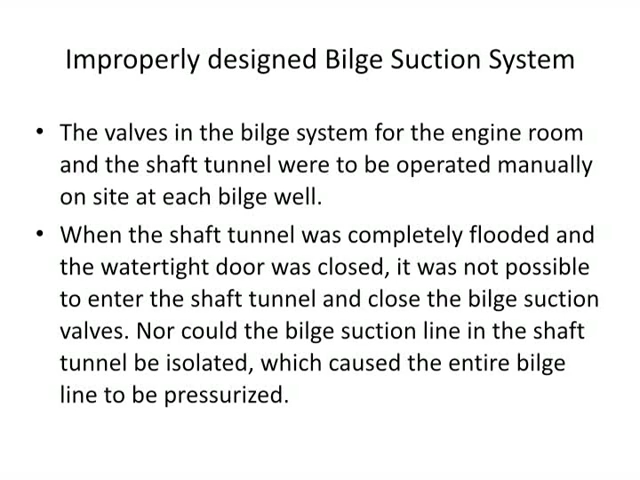 Improperly designed Bilge Suction System
• The valves in the bilge system for the engine room
and the shaft tunnel were to be operated manually
on site at each bilge well.
• When the shaft tunnel was completely flooded and
the watertight door was closed, it was not possible
to enter the shaft tunnel and close the bilge suction
valves. Nor could the bilge suction line in the shaft
tunnel be isolated, which caused the entire bilge
line to be pressurized.